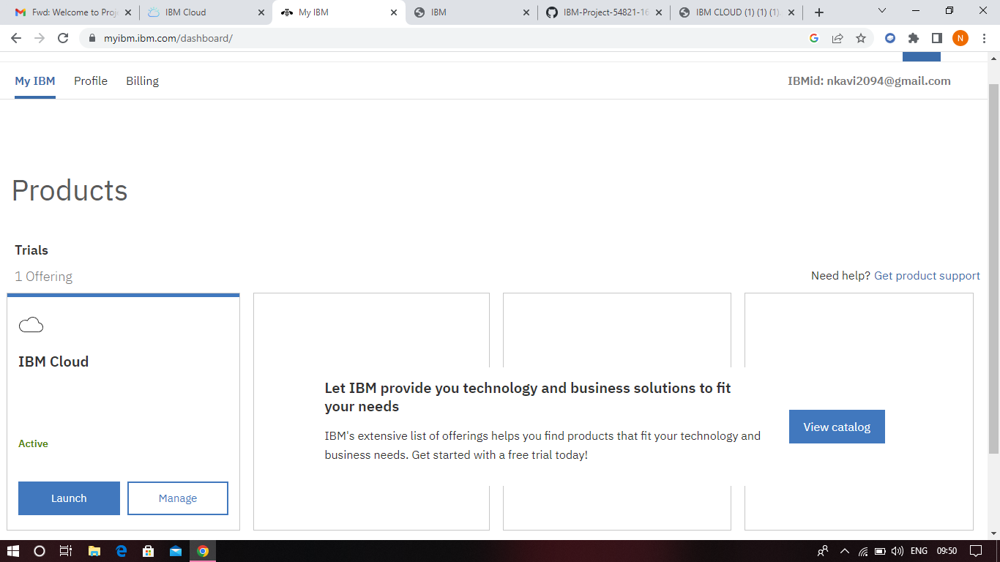 Fwd: Welcome to Proj
IBM Cloud
My IBM
IBM
IBM-Project-54821-16
IBM CLOUD (1) (1) (1)
myibm.ibm.com/dashboard/
N
My IBM Profile Billing
IBMid: nkavi2094@gmail.com
Products
Trials
1 Offering
Need help? Get product support
IBM Cloud
Active
Launch
Manage
Let IBM provide you technology and business solutions to fit
your needs
IBM's extensive list of offerings helps you find products that fit your technology and
business needs. Get started with a free trial today!
View catalog
ENG
09:50